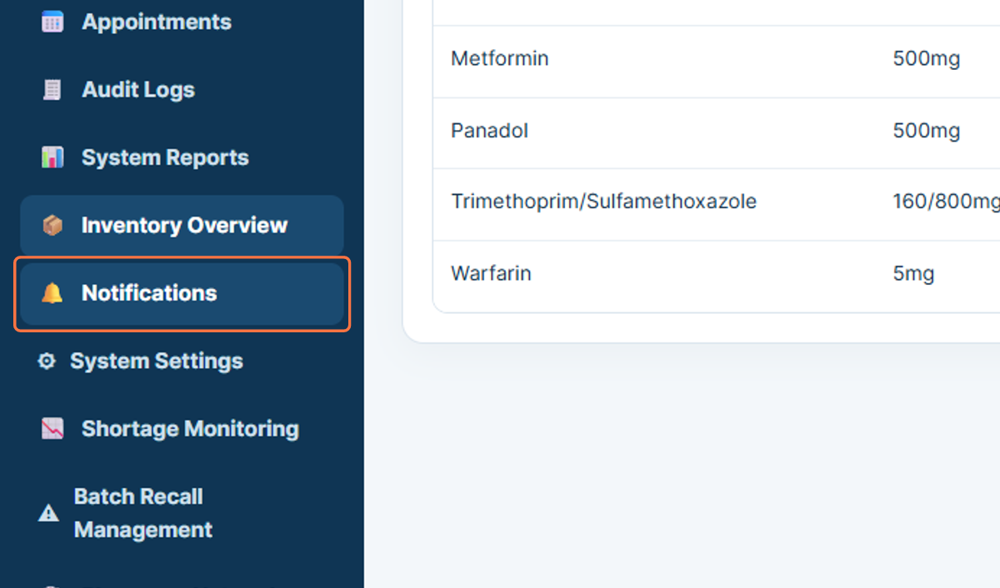 Appointments
Audit Logs
System Reports
Inventory Overview
Notifications
System Settings
Shortage Monitoring
Batch Recall
Management
Metformin 500mg
Panadol 500mg
Trimethoprim/Sulfamethoxazole 160/800mg
Warfarin 5mg